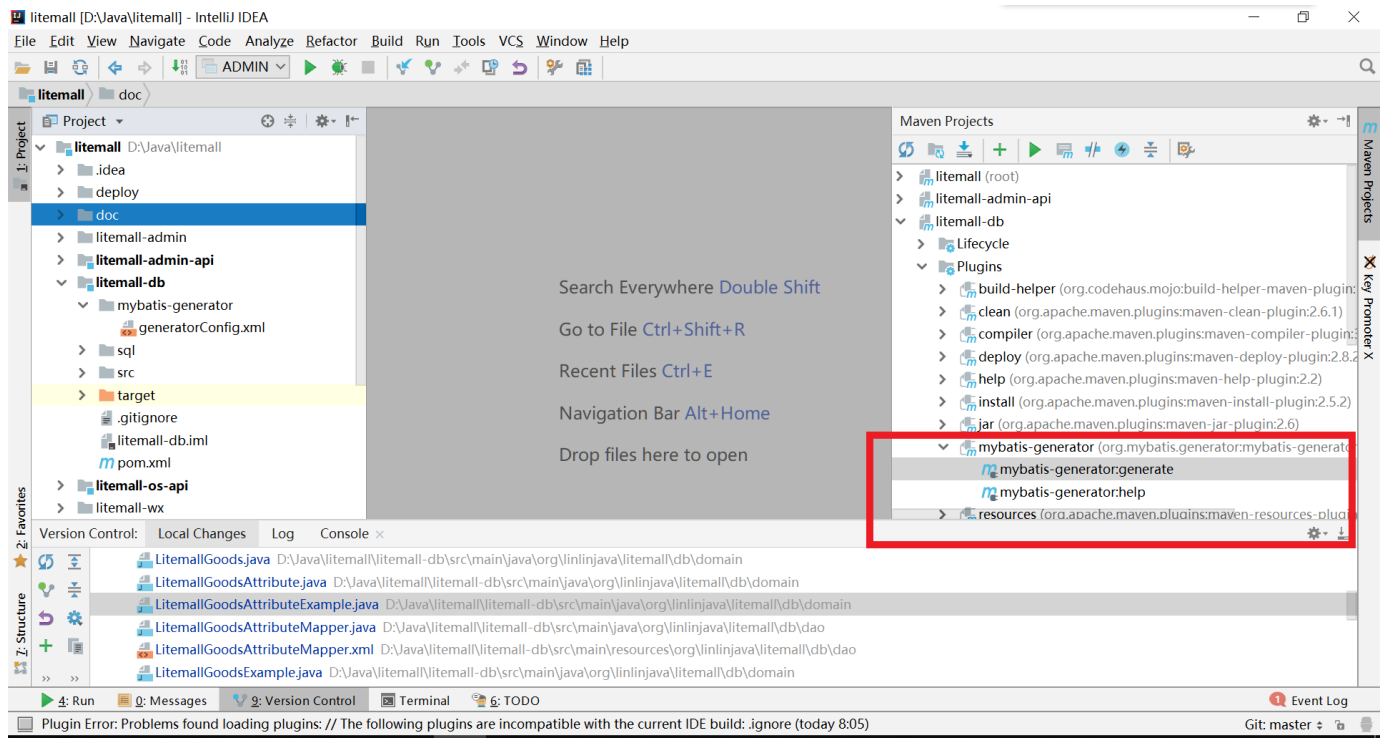 litemall [D:\Java\litemall] - IntelliJ IDEA
File Edit View Navigate Code Analyze Refactor Build Run Tools VCS Window Help
ADMIN
litemall doc
1: Project
2: Favorites
7: Structure
Project
litemall D:\Java\litemall
.idea
deploy
doc
litemall-admin
litemall-admin-api
litemall-db
mybatis-generator
generatorConfig.xml
sql
src
target
.gitignore
litemall-db.iml
pom.xml
litemall-os-api
litemall-wx
Search Everywhere Double Shift
Go to File Ctrl+Shift+R
Recent Files Ctrl+E
Navigation Bar Alt+Home
Drop files here to open
Maven Projects
litemall (root)
litemall-admin-api
litemall-db
Lifecycle
Plugins
build-helper (org.codehaus.mojo:build-helper-maven-plugin:
clean (org.apache.maven.plugins:maven-clean-plugin:2.6.1)
compiler (org.apache.maven.plugins:maven-compiler-plugin:
deploy (org.apache.maven.plugins:maven-deploy-plugin:2.8.2
help (org.apache.maven.plugins:maven-help-plugin:2.2)
install (org.apache.maven.plugins:maven-install-plugin:2.5.2)
jar (org.apache.maven.plugins:maven-jar-plugin:2.6)
mybatis-generator (org.mybatis.generator:mybatis-generator
mybatis-generator:generate
mybatis-generator:help
resources (org.apache.maven.plugins:maven-resources-plugin
Maven Projects
Key Promoter X
Version Control: Local Changes Log Console
LitemallGoods.java D:\Java\litemall\litemall-db\src\main\java\org\linlinjava\litemall\db\domain
LitemallGoodsAttribute.java D:\Java\litemall\litemall-db\src\main\java\org\linlinjava\litemall\db\domain
LitemallGoodsAttributeExample.java D:\Java\litemall\litemall-db\src\main\java\org\linlinjava\litemall\db\domain
LitemallGoodsAttributeMapper.java D:\Java\litemall\litemall-db\src\main\java\org\linlinjava\litemall\db\dao
LitemallGoodsAttributeMapper.xml D:\Java\litemall\litemall-db\src\main\resources\org\linlinjava\litemall\db\dao
LitemallGoodsExample.java D:\Java\litemall\litemall-db\src\main\java\org\linlinjava\litemall\db\domain
4: Run 0: Messages 9: Version Control Terminal 6: TODO 1 Event Log
Plugin Error: Problems found loading plugins: // The following plugins are incompatible with the current IDE build: .ignore (today 8:05) Git: master